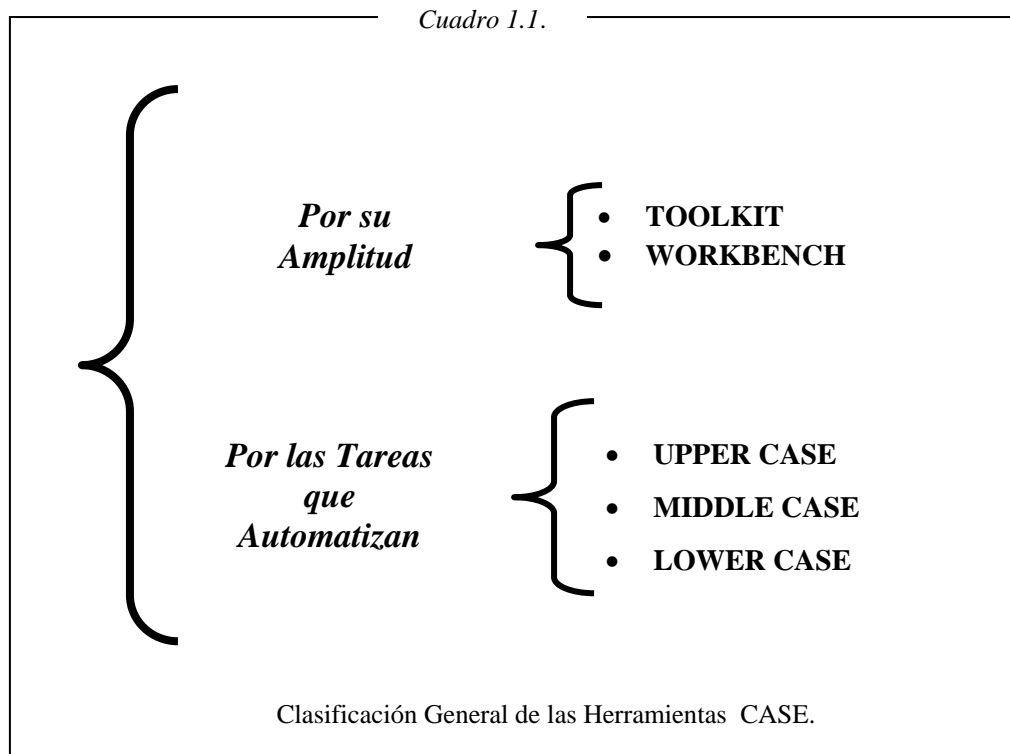 Cuadro 1.1.
Por su
Amplitud
• TOOLKIT
• WORKBENCH
Por las Tareas
que
Automatizan
• UPPER CASE
• MIDDLE CASE
• LOWER CASE
Clasificación General de las Herramientas CASE.